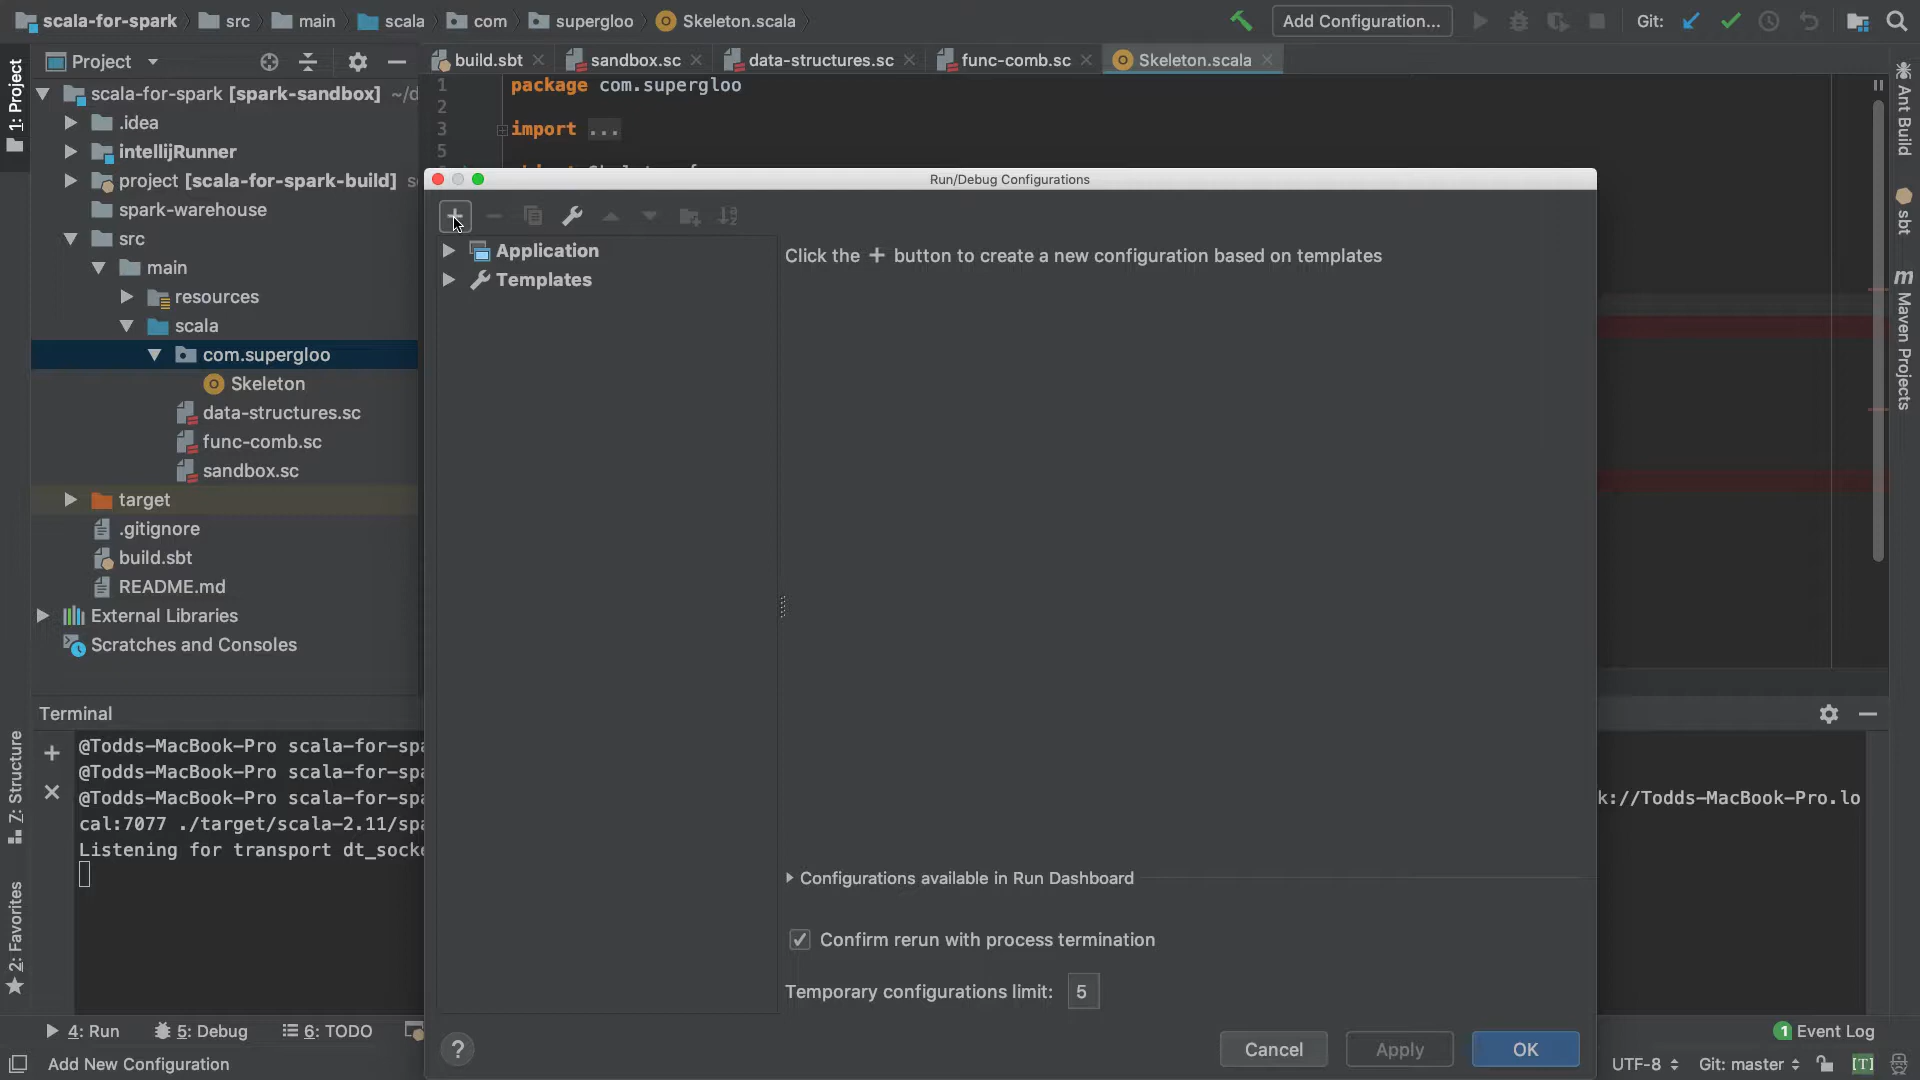 scala-for-spark src main scala com supergloo Skeleton.scala
Add Configuration...
Git:
1: Project
Project
build.sbt sandbox.sc data-structures.sc func-comb.sc Skeleton.scala
scala-for-spark [spark-sandbox] ~/d
.idea
intellijRunner
project [scala-for-spark-build]
spark-warehouse
src
main
resources
scala
com.supergloo
Skeleton
data-structures.sc
func-comb.sc
sandbox.sc
target
.gitignore
build.sbt
README.md
External Libraries
Scratches and Consoles
1 package com.supergloo
2
3 import ...
5
Run/Debug Configurations
Application
Templates
Click the + button to create a new configuration based on templates
Configurations available in Run Dashboard
Confirm rerun with process termination
Temporary configurations limit: 5
? Cancel Apply OK
Ant Build
sbt
m Maven Projects
Terminal
@Todds-MacBook-Pro scala-for-spa
@Todds-MacBook-Pro scala-for-spa
@Todds-MacBook-Pro scala-for-spa k://Todds-MacBook-Pro.lo
cal:7077 ./target/scala-2.11/spa
Listening for transport dt_socke
7: Structure
2: Favorites
4: Run 5: Debug 6: TODO
1 Event Log
Add New Configuration
UTF-8 Git: master [T]